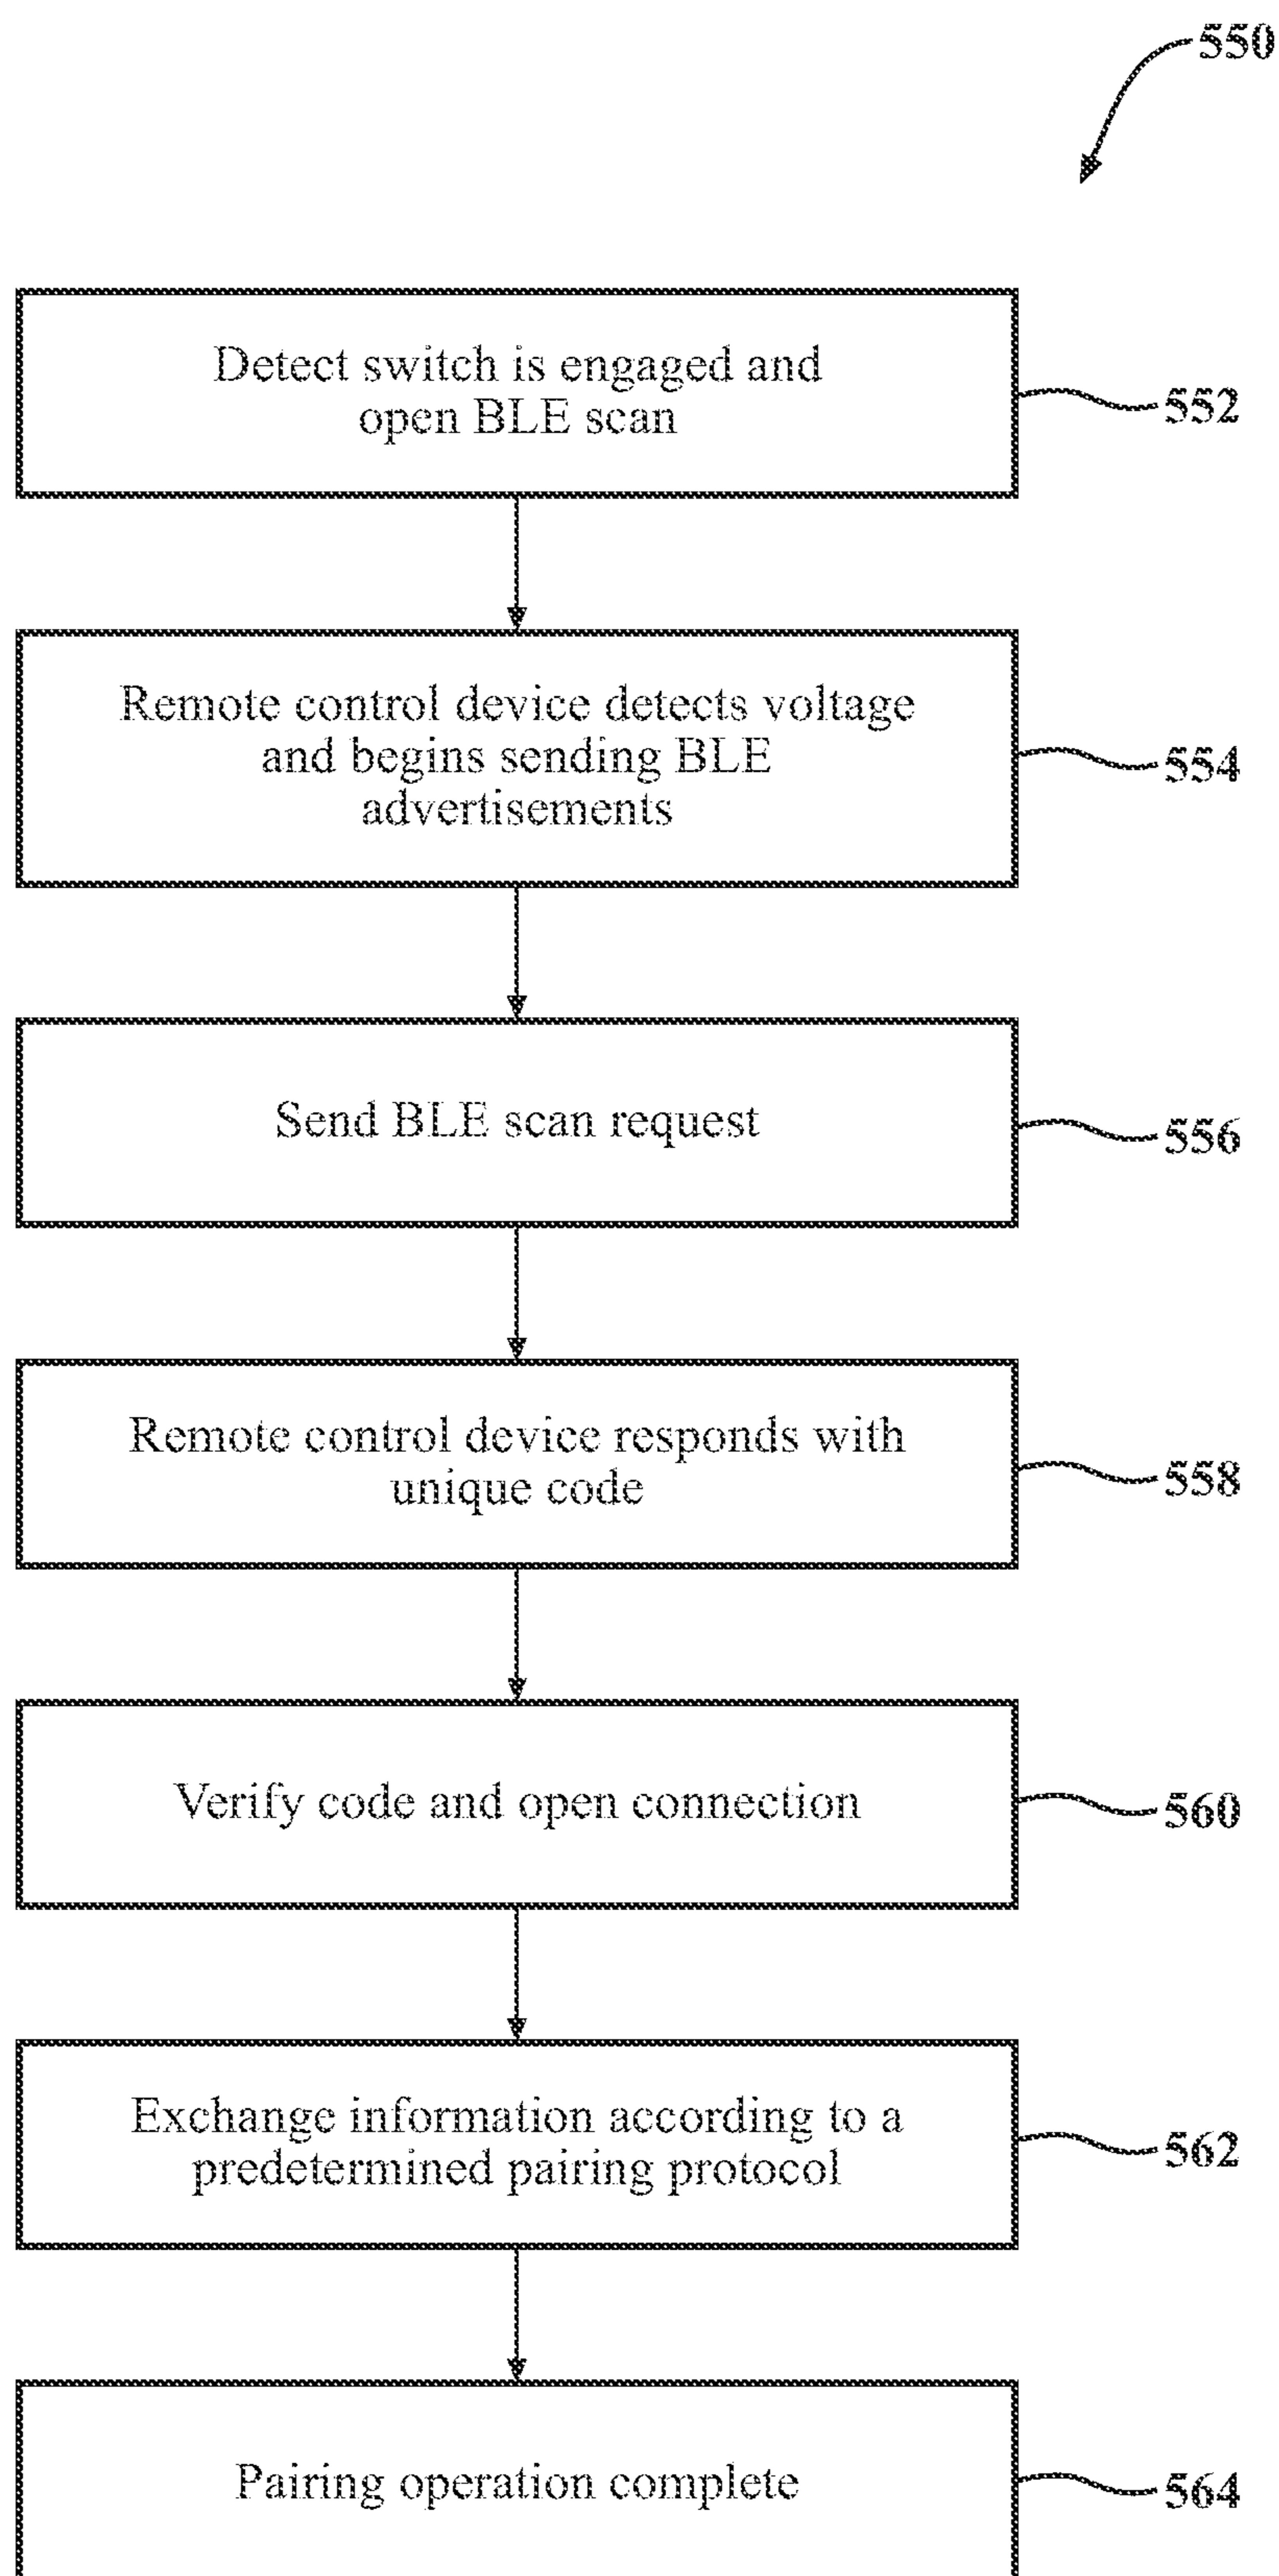 550
Detect switch is engaged and
open BLE scan
552
Remote control device detects voltage
and begins sending BLE
advertisements
554
Send BLE scan request
556
Remote control device responds with
unique code
558
Verify code and open connection
560
Exchange information according to a
predetermined pairing protocol
562
Pairing operation complete
564